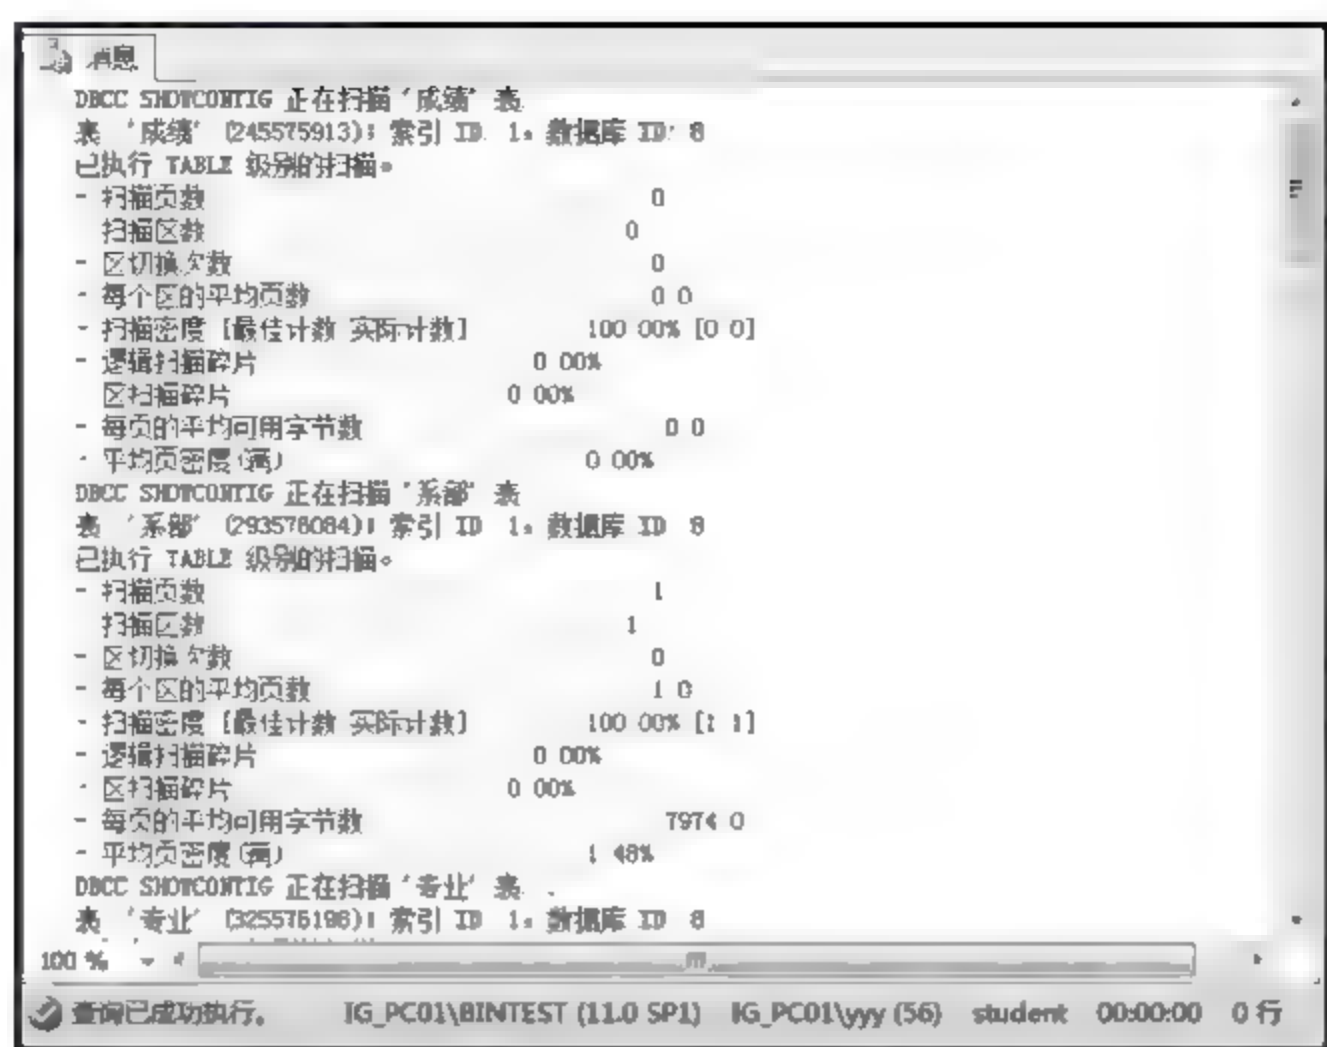 消息
DBCC SHOWCONTIG 正在扫描 '成绩' 表
表 '成绩' (245575913); 索引 ID 1, 数据库 ID: 8
已执行 TABLE 级别的扫描。
- 扫描页数 0
扫描区数 0
- 区切换次数 0
- 每个区的平均页数 0 0
- 扫描密度 [最佳计数 实际计数] 100 00% [0 0]
- 逻辑扫描碎片 0 00%
区扫描碎片 0 00%
- 每页的平均可用字节数 0 0
- 平均页密度(满) 0 00%
DBCC SHOWCONTIG 正在扫描 '系部' 表
表 '系部' (293576084); 索引 ID 1, 数据库 ID 8
已执行 TABLE 级别的扫描。
- 扫描页数 1
扫描区数 1
- 区切换次数 0
- 每个区的平均页数 1 0
- 扫描密度 [最佳计数 实际计数] 100 00% [1 1]
- 逻辑扫描碎片 0 00%
- 区扫描碎片 0 00%
- 每页的平均可用字节数 7974 0
- 平均页密度(满) 1 48%
DBCC SHOWCONTIG 正在扫描 '专业' 表
表 '专业' (325576198); 索引 ID 1, 数据库 ID 8
100 %
查询已成功执行。 IG_PC01\BINTEST (11.0 SP1) IG_PC01\yyy (56) student 00:00:00 0 行